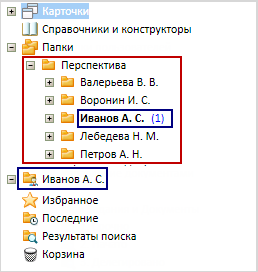 Карточки
Справочники и конструкторы
Папки
Перспектива
Валерьева В. В.
Воронин И. С.
Иванов А. С. (1)
Лебедева Н. М.
Петров А. Н.
Иванов А. С.
Избранное
Последние
Результаты поиска
Корзина